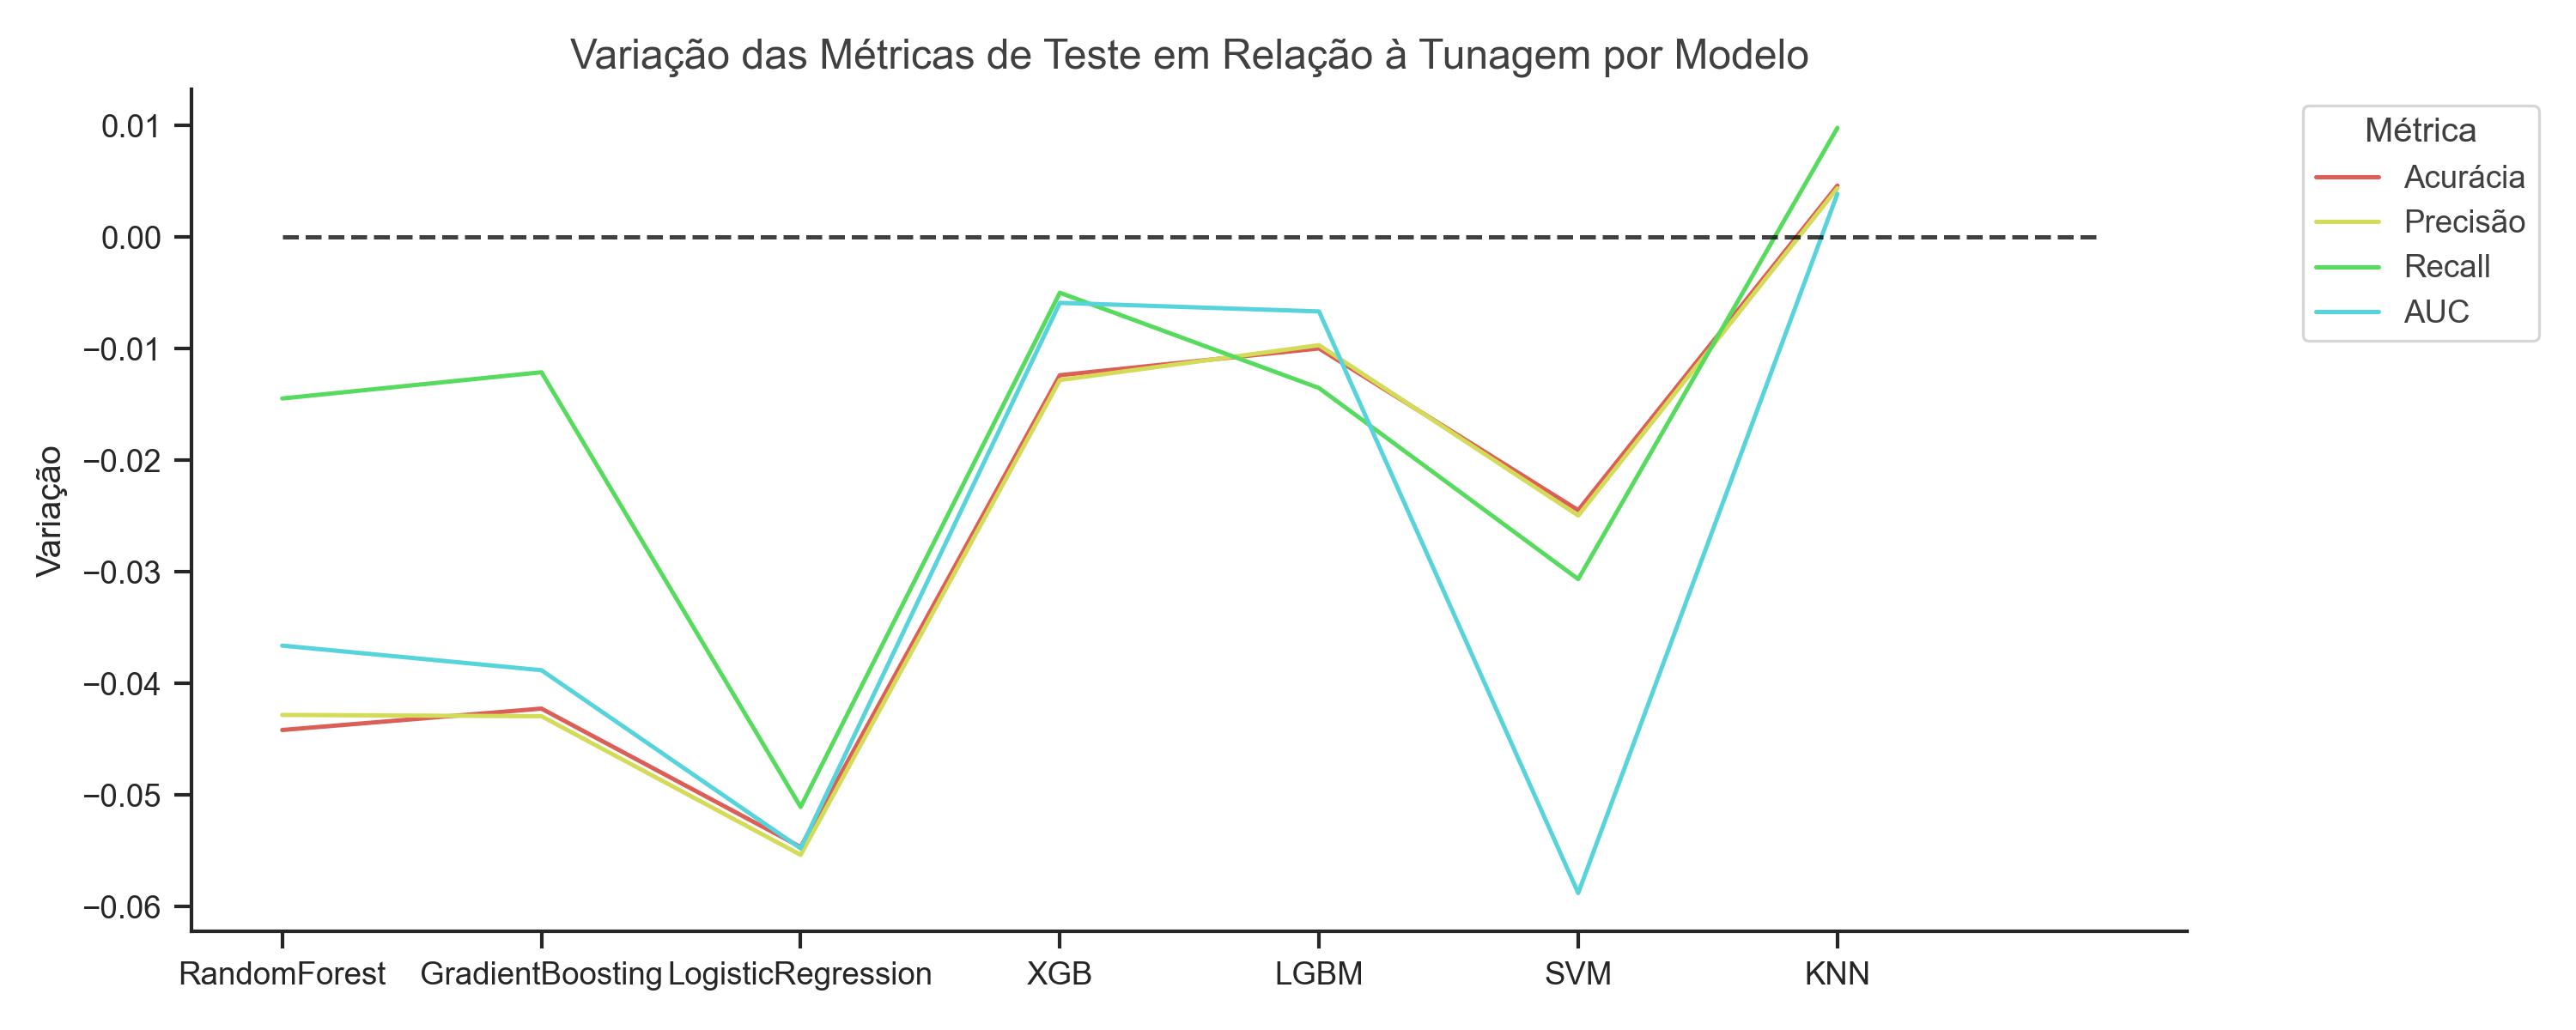 Variação das Métricas de Teste em Relação à Tunagem por Modelo
Variação
0.01
0.00
−0.01
−0.02
−0.03
−0.04
−0.05
−0.06
RandomForest
GradientBoosting
LogisticRegression
XGB
LGBM
SVM
KNN
Métrica
Acurácia
Precisão
Recall
AUC